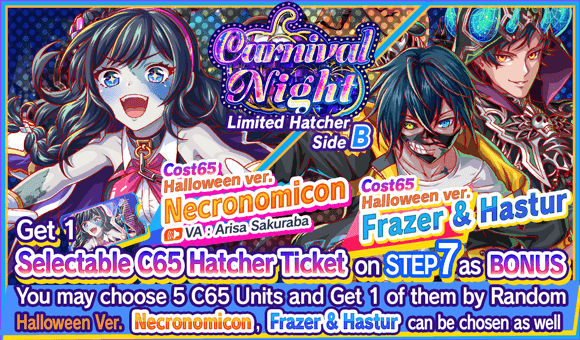 Carnival
Night
Limited Hatcher
Side B
Cost65
Halloween ver.
Necronomicon
VA : Arisa Sakuraba
Cost65
Halloween ver.
Frazer & Hastur
Get 1
Selectable C65 Hatcher Ticket on STEP7 as BONUS
You may choose 5 C65 Units and Get 1 of them by Random
Halloween Ver. Necronomicon, Frazer & Hastur can be chosen as well